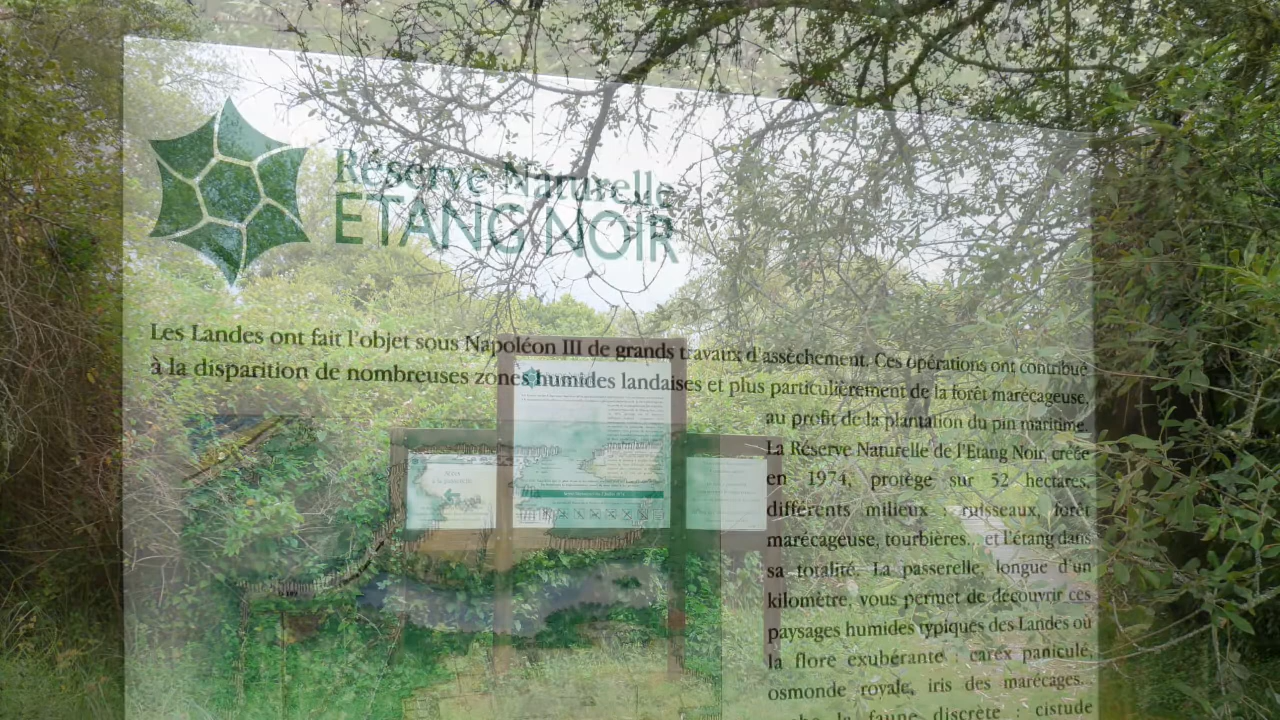 Réserve Naturelle
ETANG NOIR
Les Landes ont fait l'objet sous Napoléon III de grands travaux d'assèchement. Ces opérations ont contribué
à la disparition de nombreuses zones humides landaises et plus particulièrement de la forêt marécageuse,
au profit de la plantation du pin maritime.
La Réserve Naturelle de l'Etang Noir, créée
en 1974, protège sur 52 hectares,
différents milieux : ruisseaux, forêt
marécageuse, tourbières... et l'étang dans
sa totalité. La passerelle, longue d'un
kilomètre, vous permet de découvrir ces
paysages humides typiques des Landes où
la flore exubérante : carex paniculé,
osmonde royale, iris des marécages...
la faune discrète : cistude